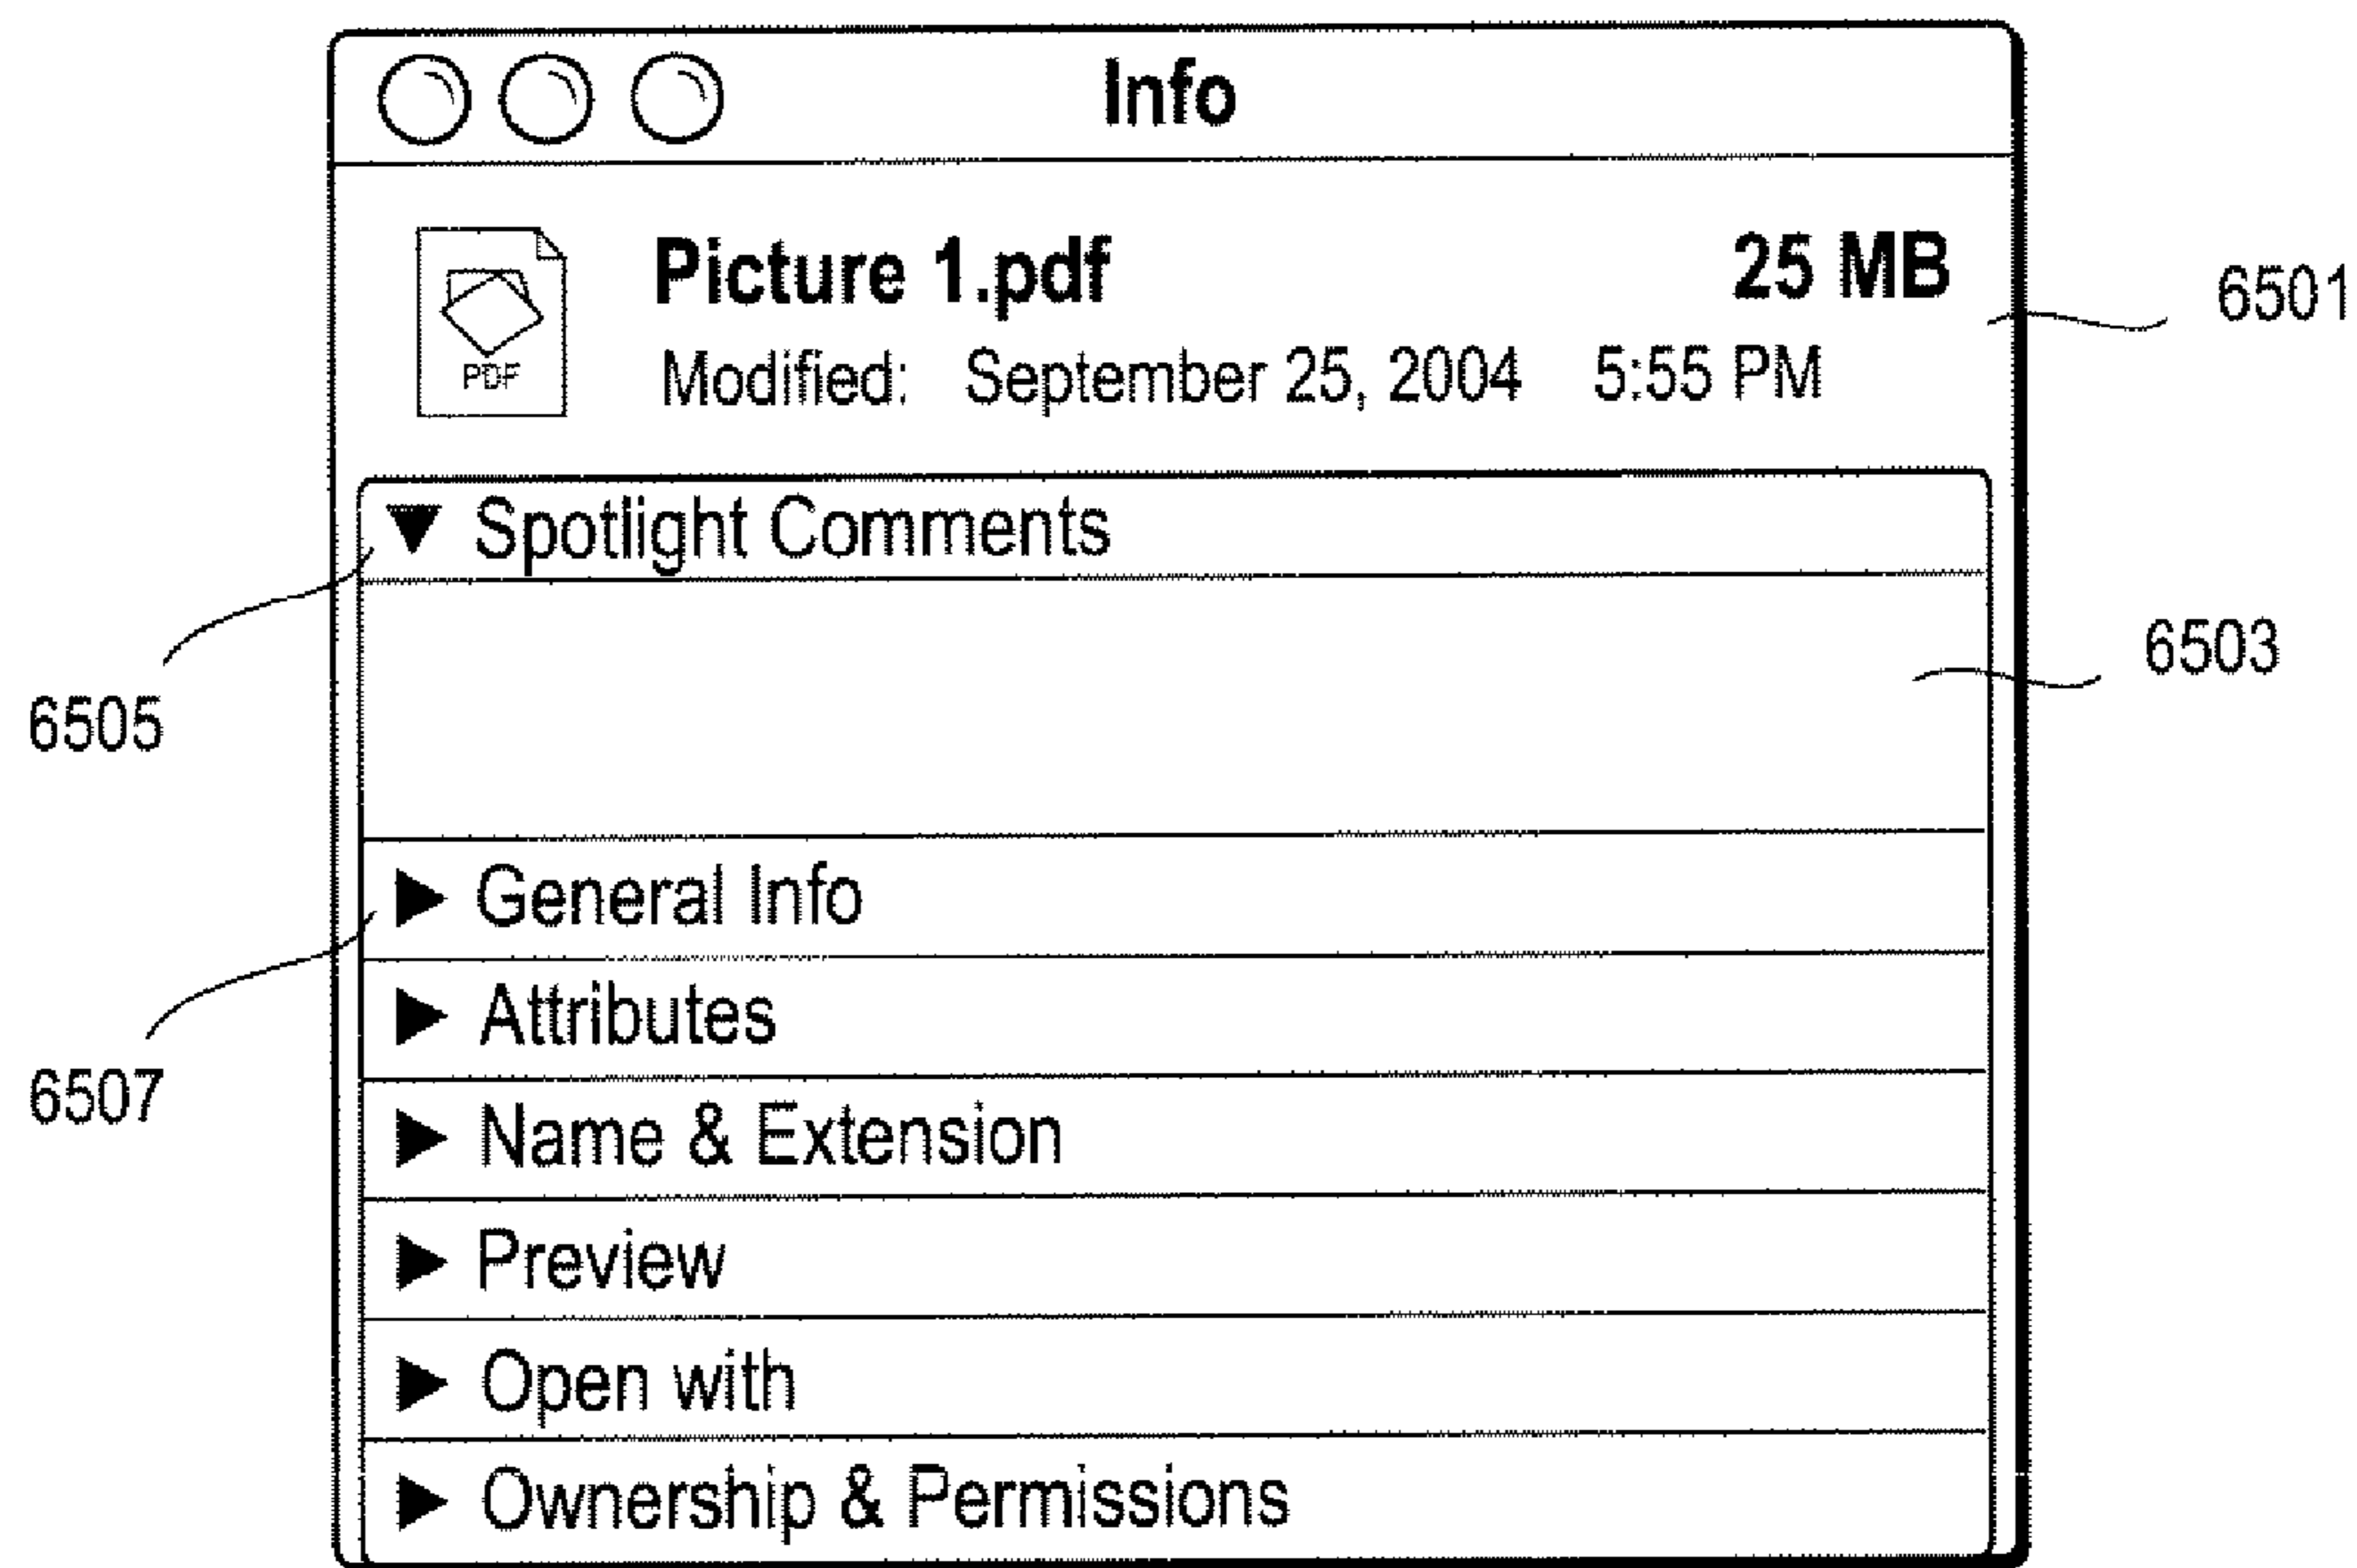 Info
Picture 1.pdf 25 MB
6501
PDF
Modified: September 25, 2004 5:55 PM
Spotlight Comments
6503
6505
General Info
Attributes
6507
Name & Extension
Preview
Open with
Ownership & Permissions